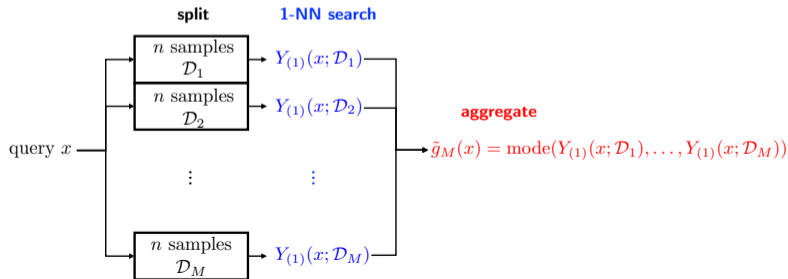 split
1-NN search
n samples
𝒟₁
Y₍₁₎(x; 𝒟₁)
n samples
𝒟₂
Y₍₁₎(x; 𝒟₂)
aggregate
query x
g̃_M(x) = mode(Y₍₁₎(x; 𝒟₁), . . . , Y₍₁₎(x; 𝒟_M))
⋮ ⋮
n samples
𝒟_M
Y₍₁₎(x; 𝒟_M)